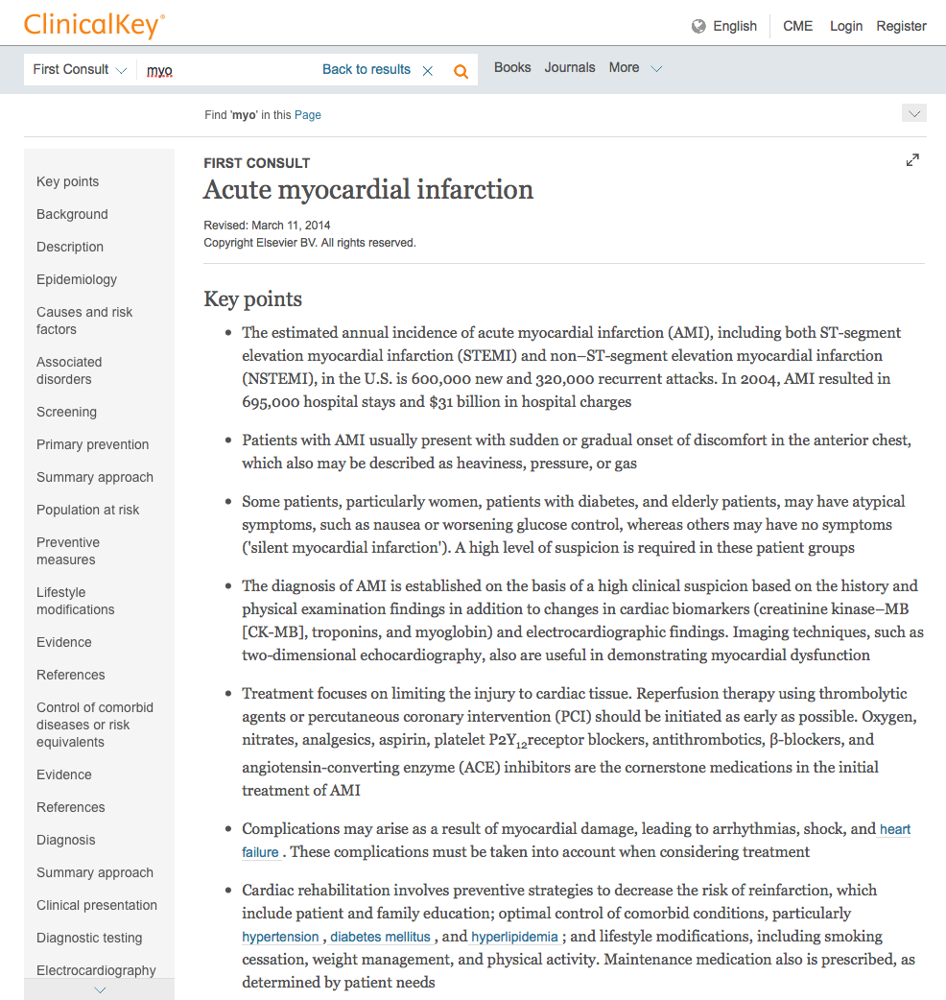 ClinicalKey®
English CME Login Register
First Consult myo Back to results Books Journals More
Find 'myo' in this Page
FIRST CONSULT
Acute myocardial infarction
Revised: March 11, 2014
Copyright Elsevier BV. All rights reserved.
Key points
Background
Description
Epidemiology
Causes and risk
factors
Associated
disorders
Screening
Primary prevention
Summary approach
Population at risk
Preventive
measures
Lifestyle
modifications
Evidence
References
Control of comorbid
diseases or risk
equivalents
Evidence
References
Diagnosis
Summary approach
Clinical presentation
Diagnostic testing
Electrocardiography
Key points
• The estimated annual incidence of acute myocardial infarction (AMI), including both ST-segment
elevation myocardial infarction (STEMI) and non–ST-segment elevation myocardial infarction
(NSTEMI), in the U.S. is 600,000 new and 320,000 recurrent attacks. In 2004, AMI resulted in
695,000 hospital stays and $31 billion in hospital charges
• Patients with AMI usually present with sudden or gradual onset of discomfort in the anterior chest,
which also may be described as heaviness, pressure, or gas
• Some patients, particularly women, patients with diabetes, and elderly patients, may have atypical
symptoms, such as nausea or worsening glucose control, whereas others may have no symptoms
('silent myocardial infarction'). A high level of suspicion is required in these patient groups
• The diagnosis of AMI is established on the basis of a high clinical suspicion based on the history and
physical examination findings in addition to changes in cardiac biomarkers (creatinine kinase–MB
[CK-MB], troponins, and myoglobin) and electrocardiographic findings. Imaging techniques, such as
two-dimensional echocardiography, also are useful in demonstrating myocardial dysfunction
• Treatment focuses on limiting the injury to cardiac tissue. Reperfusion therapy using thrombolytic
agents or percutaneous coronary intervention (PCI) should be initiated as early as possible. Oxygen,
nitrates, analgesics, aspirin, platelet P2Y₁₂receptor blockers, antithrombotics, β-blockers, and
angiotensin-converting enzyme (ACE) inhibitors are the cornerstone medications in the initial
treatment of AMI
• Complications may arise as a result of myocardial damage, leading to arrhythmias, shock, and heart
failure . These complications must be taken into account when considering treatment
• Cardiac rehabilitation involves preventive strategies to decrease the risk of reinfarction, which
include patient and family education; optimal control of comorbid conditions, particularly
hypertension , diabetes mellitus , and hyperlipidemia ; and lifestyle modifications, including smoking
cessation, weight management, and physical activity. Maintenance medication also is prescribed, as
determined by patient needs